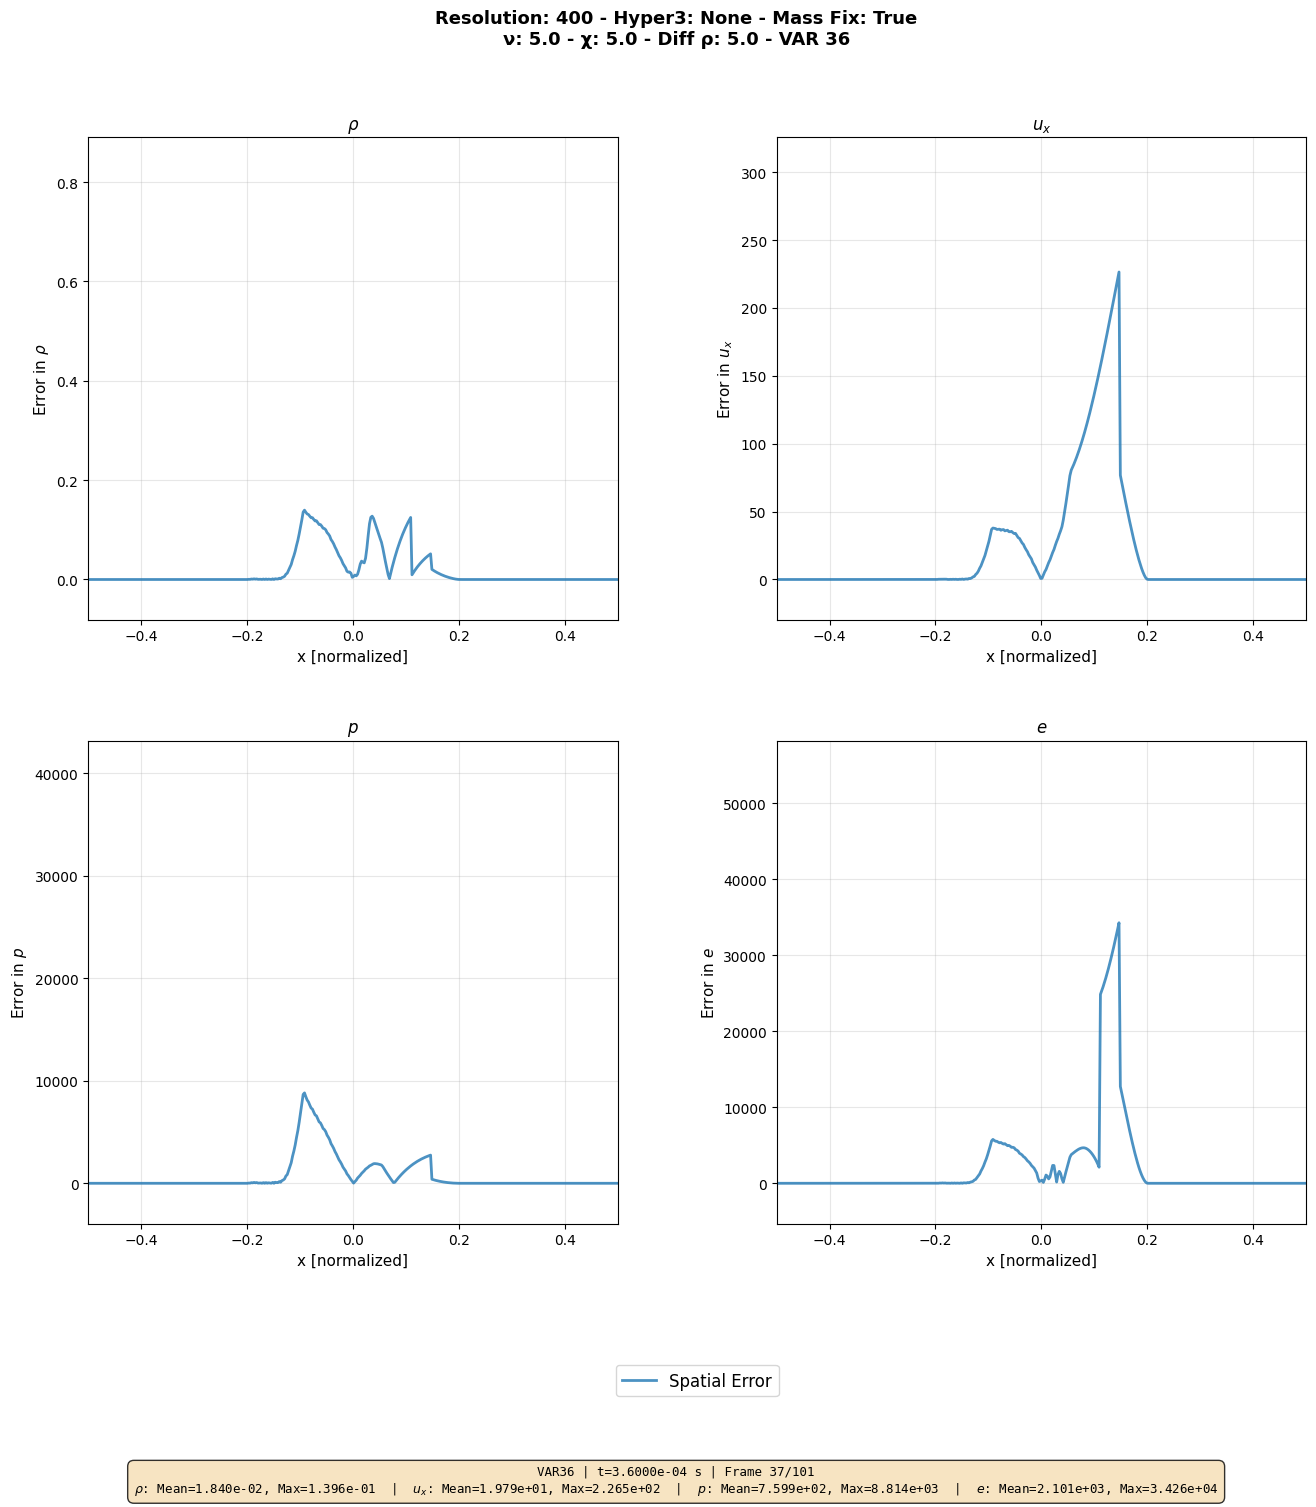 Resolution: 400 - Hyper3: None - Mass Fix: True
ν: 5.0 - χ: 5.0 - Diff ρ: 5.0 - VAR 36
ρ
0.8
0.6
0.4
0.2
0.0
Error in ρ
−0.4 −0.2 0.0 0.2 0.4
x [normalized]
u_x
300
250
200
150
100
50
0
Error in u_x
−0.4 −0.2 0.0 0.2 0.4
x [normalized]
p
40000
30000
20000
10000
0
Error in p
−0.4 −0.2 0.0 0.2 0.4
x [normalized]
e
50000
40000
30000
20000
10000
0
Error in e
−0.4 −0.2 0.0 0.2 0.4
x [normalized]
Spatial Error
VAR36 | t=3.6000e-04 s | Frame 37/101
ρ: Mean=1.840e-02, Max=1.396e-01 | u_x: Mean=1.979e+01, Max=2.265e+02 | p: Mean=7.599e+02, Max=8.814e+03 | e: Mean=2.101e+03, Max=3.426e+04